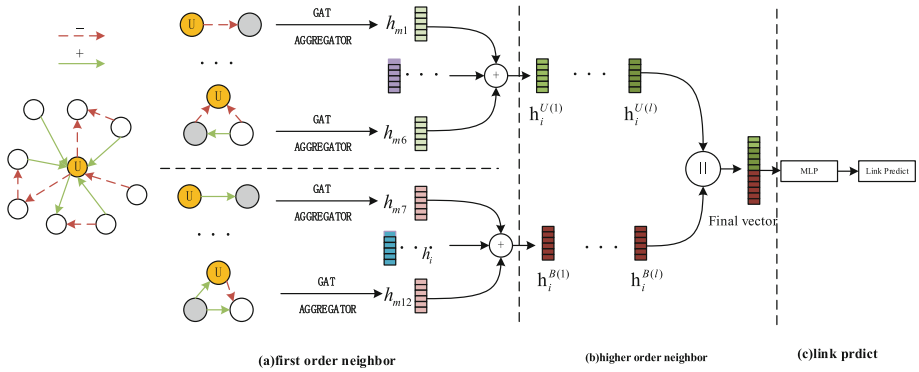 −
+
U
U
GAT
AGGREGATOR
h_{m1}
· · ·
· · ·
+
U
GAT
AGGREGATOR
h_{m6}
h_i^{U(1)}
· · ·
h_i^{U(l)}
||
Final vector
MLP
Link Predict
U
GAT
AGGREGATOR
h_{m7}
· · ·
· · ·
h_i
+
U
GAT
AGGREGATOR
h_{m12}
h_i^{B(1)}
· · ·
h_i^{B(l)}
(a)first order neighbor
(b)higher order neighbor
(c)link prdict